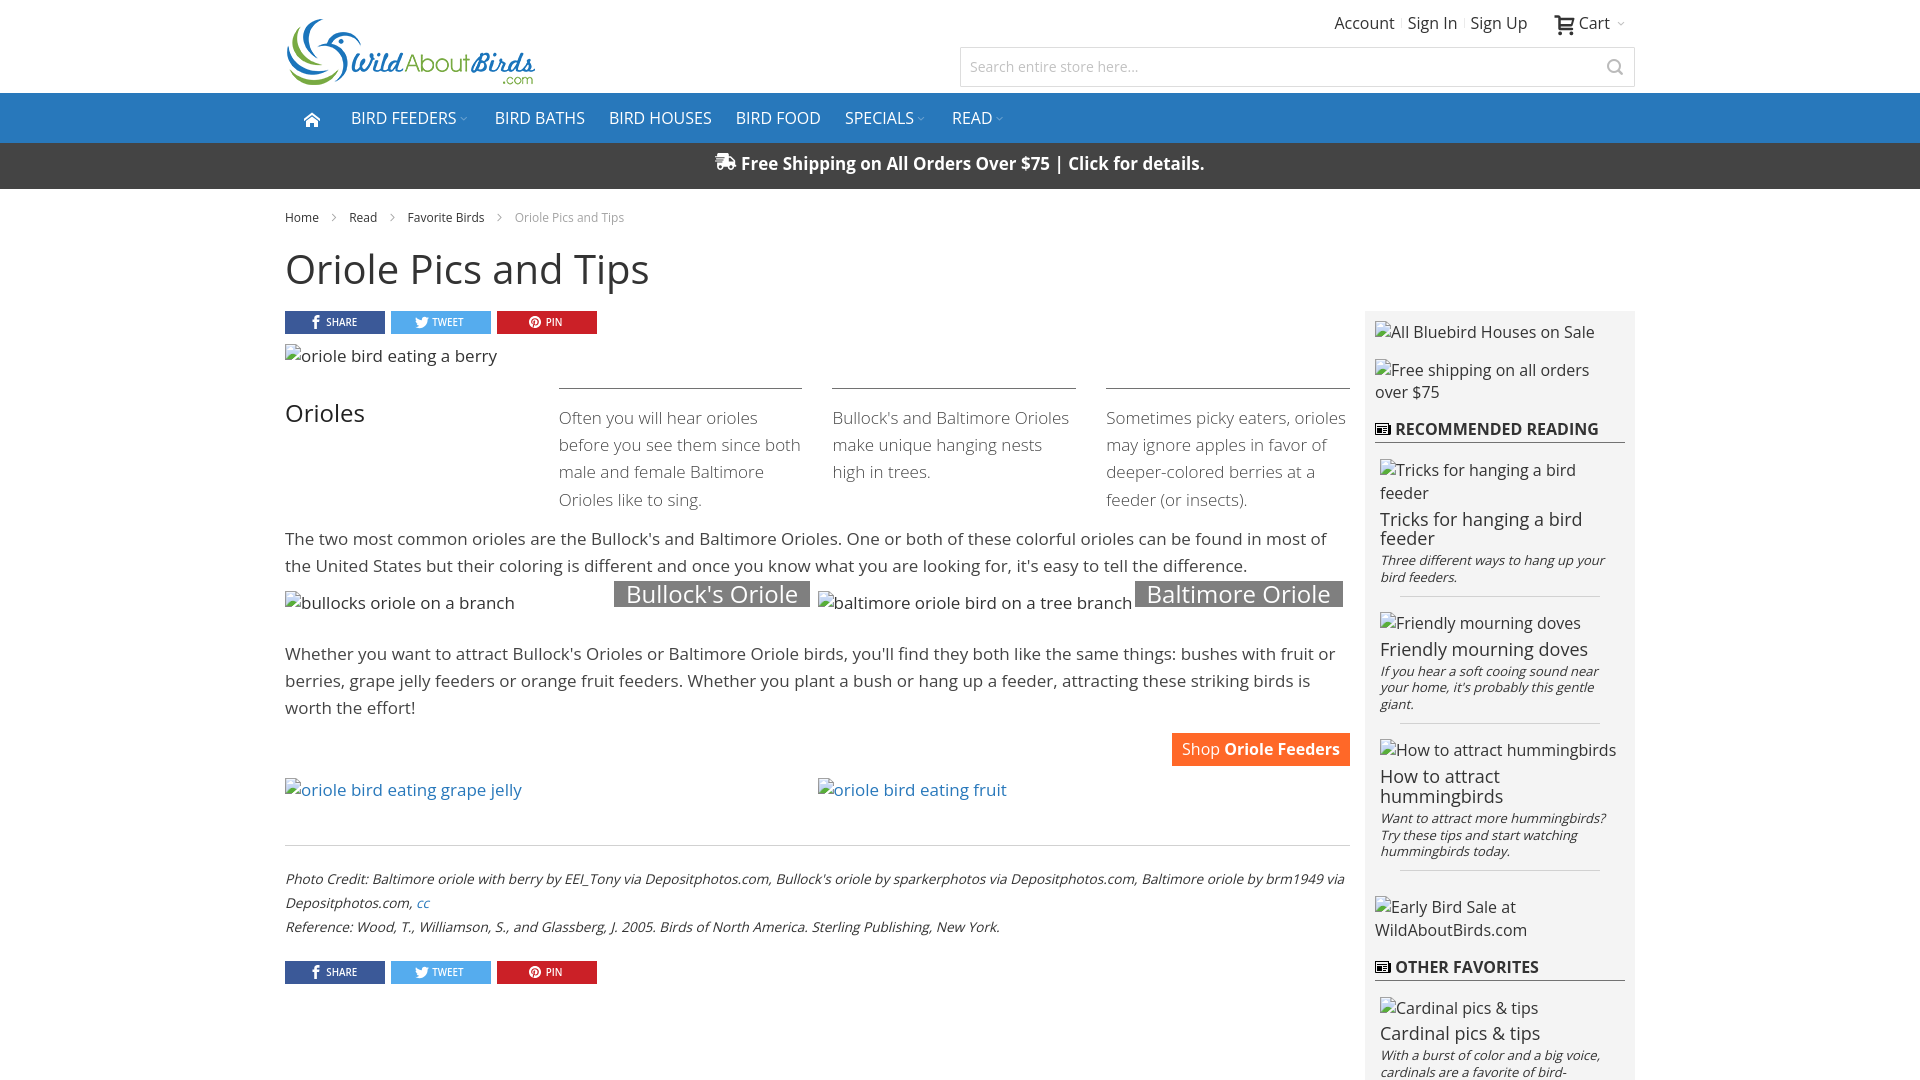 Account Sign In Sign Up Cart
WildAboutBirds
.com
Search entire store here...
BIRD FEEDERS BIRD BATHS BIRD HOUSES BIRD FOOD SPECIALS READ
Free Shipping on All Orders Over $75 | Click for details.
Home Read Favorite Birds Oriole Pics and Tips
Oriole Pics and Tips
SHARE TWEET PIN
oriole bird eating a berry
Orioles
Often you will hear orioles
before you see them since both
male and female Baltimore
Orioles like to sing.
Bullock's and Baltimore Orioles
make unique hanging nests
high in trees.
Sometimes picky eaters, orioles
may ignore apples in favor of
deeper-colored berries at a
feeder (or insects).
The two most common orioles are the Bullock's and Baltimore Orioles. One or both of these colorful orioles can be found in most of
the United States but their coloring is different and once you know what you are looking for, it's easy to tell the difference.
bullocks oriole on a branch
Bullock's Oriole
baltimore oriole bird on a tree branch
Baltimore Oriole
Whether you want to attract Bullock's Orioles or Baltimore Oriole birds, you'll find they both like the same things: bushes with fruit or
berries, grape jelly feeders or orange fruit feeders. Whether you plant a bush or hang up a feeder, attracting these striking birds is
worth the effort!
Shop Oriole Feeders
oriole bird eating grape jelly
oriole bird eating fruit
Photo Credit: Baltimore oriole with berry by EEI_Tony via Depositphotos.com, Bullock's oriole by sparkerphotos via Depositphotos.com, Baltimore oriole by brm1949 via
Depositphotos.com, cc
Reference: Wood, T., Williamson, S., and Glassberg, J. 2005. Birds of North America. Sterling Publishing, New York.
SHARE TWEET PIN
All Bluebird Houses on Sale
Free shipping on all orders
over $75
RECOMMENDED READING
Tricks for hanging a bird
feeder
Tricks for hanging a bird
feeder
Three different ways to hang up your
bird feeders.
Friendly mourning doves
Friendly mourning doves
If you hear a soft cooing sound near
your home, it's probably this gentle
giant.
How to attract hummingbirds
How to attract
hummingbirds
Want to attract more hummingbirds?
Try these tips and start watching
hummingbirds today.
Early Bird Sale at
WildAboutBirds.com
OTHER FAVORITES
Cardinal pics & tips
Cardinal pics & tips
With a burst of color and a big voice,
cardinals are a favorite of bird-